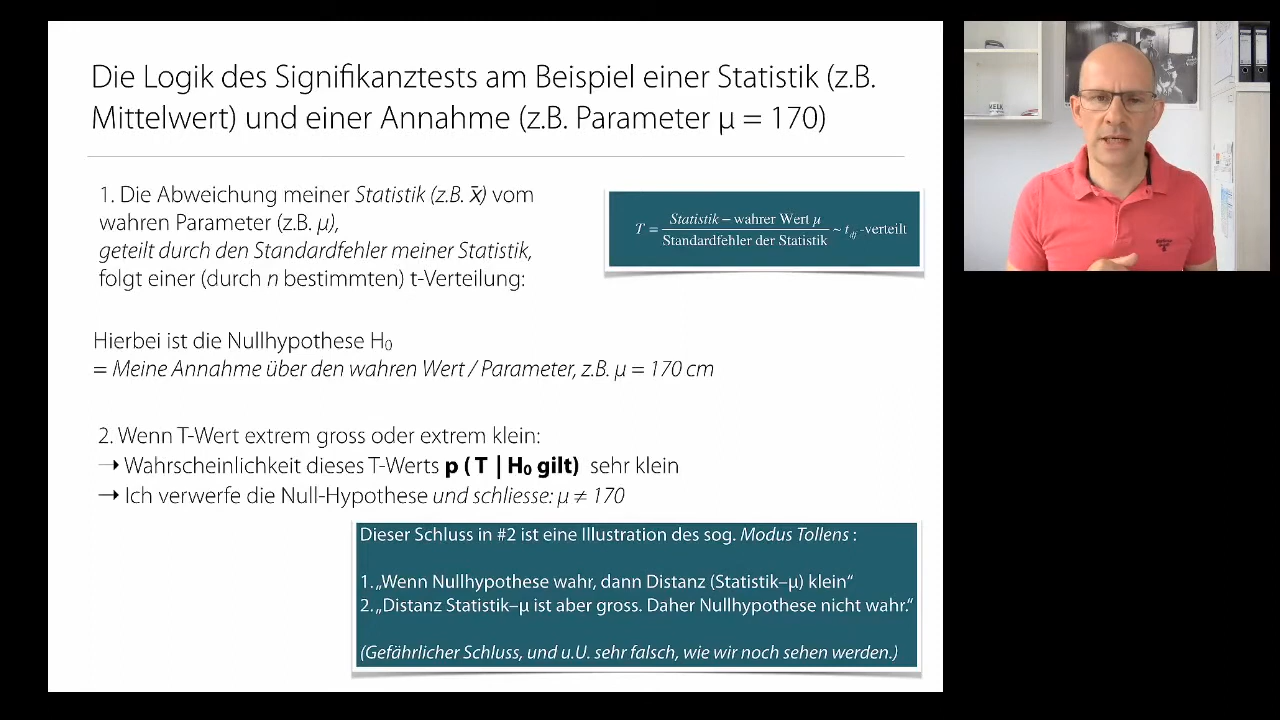 Die Logik des Signifikanztests am Beispiel einer Statistik (z.B.
Mittelwert) und einer Annahme (z.B. Parameter μ = 170)
1. Die Abweichung meiner Statistik (z.B. x̄) vom
wahren Parameter (z.B. μ),
geteilt durch den Standardfehler meiner Statistik,
folgt einer (durch n bestimmten) t-Verteilung:
T = Statistik – wahrer Wert μ / Standardfehler der Statistik ~ t_df -verteilt
Hierbei ist die Nullhypothese H₀
= Meine Annahme über den wahren Wert / Parameter, z.B. μ = 170 cm
2. Wenn T-Wert extrem gross oder extrem klein:
→ Wahrscheinlichkeit dieses T-Werts p ( T | H₀ gilt) sehr klein
→ Ich verwerfe die Null-Hypothese und schliesse: μ ≠ 170
Dieser Schluss in #2 ist eine Illustration des sog. Modus Tollens :
1. „Wenn Nullhypothese wahr, dann Distanz (Statistik–μ) klein“
2. „Distanz Statistik–μ ist aber gross. Daher Nullhypothese nicht wahr.“
(Gefährlicher Schluss, und u.U. sehr falsch, wie wir noch sehen werden.)